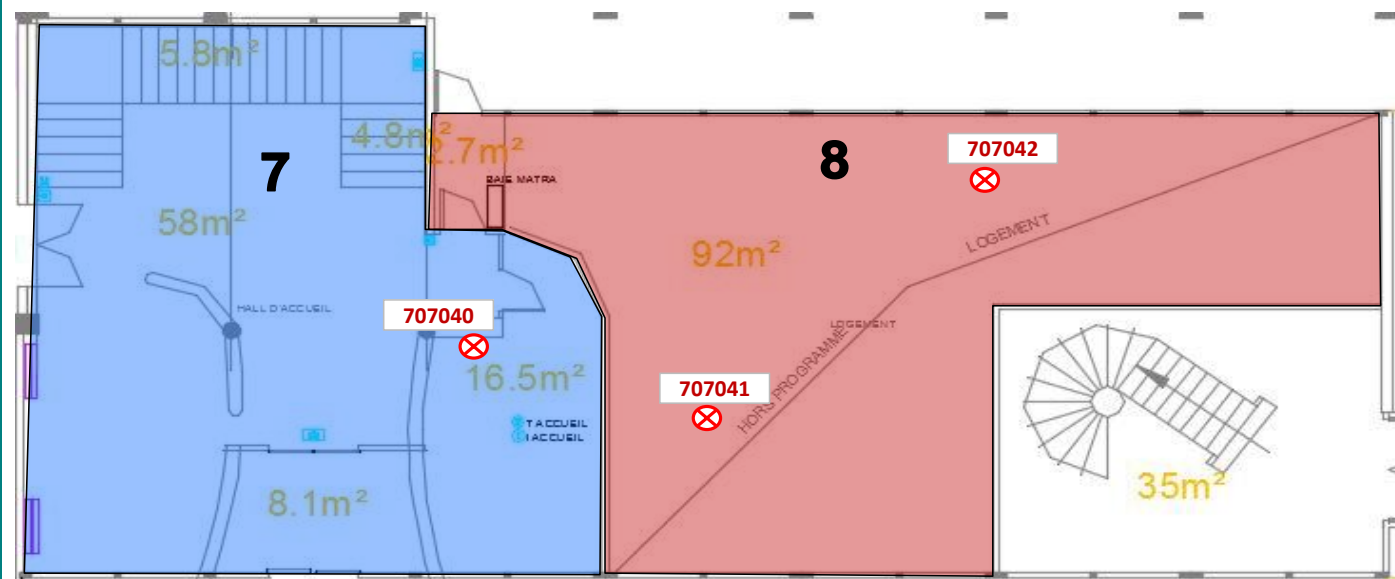 5.8m²
4.8m²
2.7m²
7
8
707042
BAIE MATRA
58m²
LOGEMENT
92m²
HALL D'ACCUEIL
707040
LOGEMENT
HORS PROGRAMME
16.5m²
707041
T ACCUEIL
I ACCUEIL
8.1m²
35m²